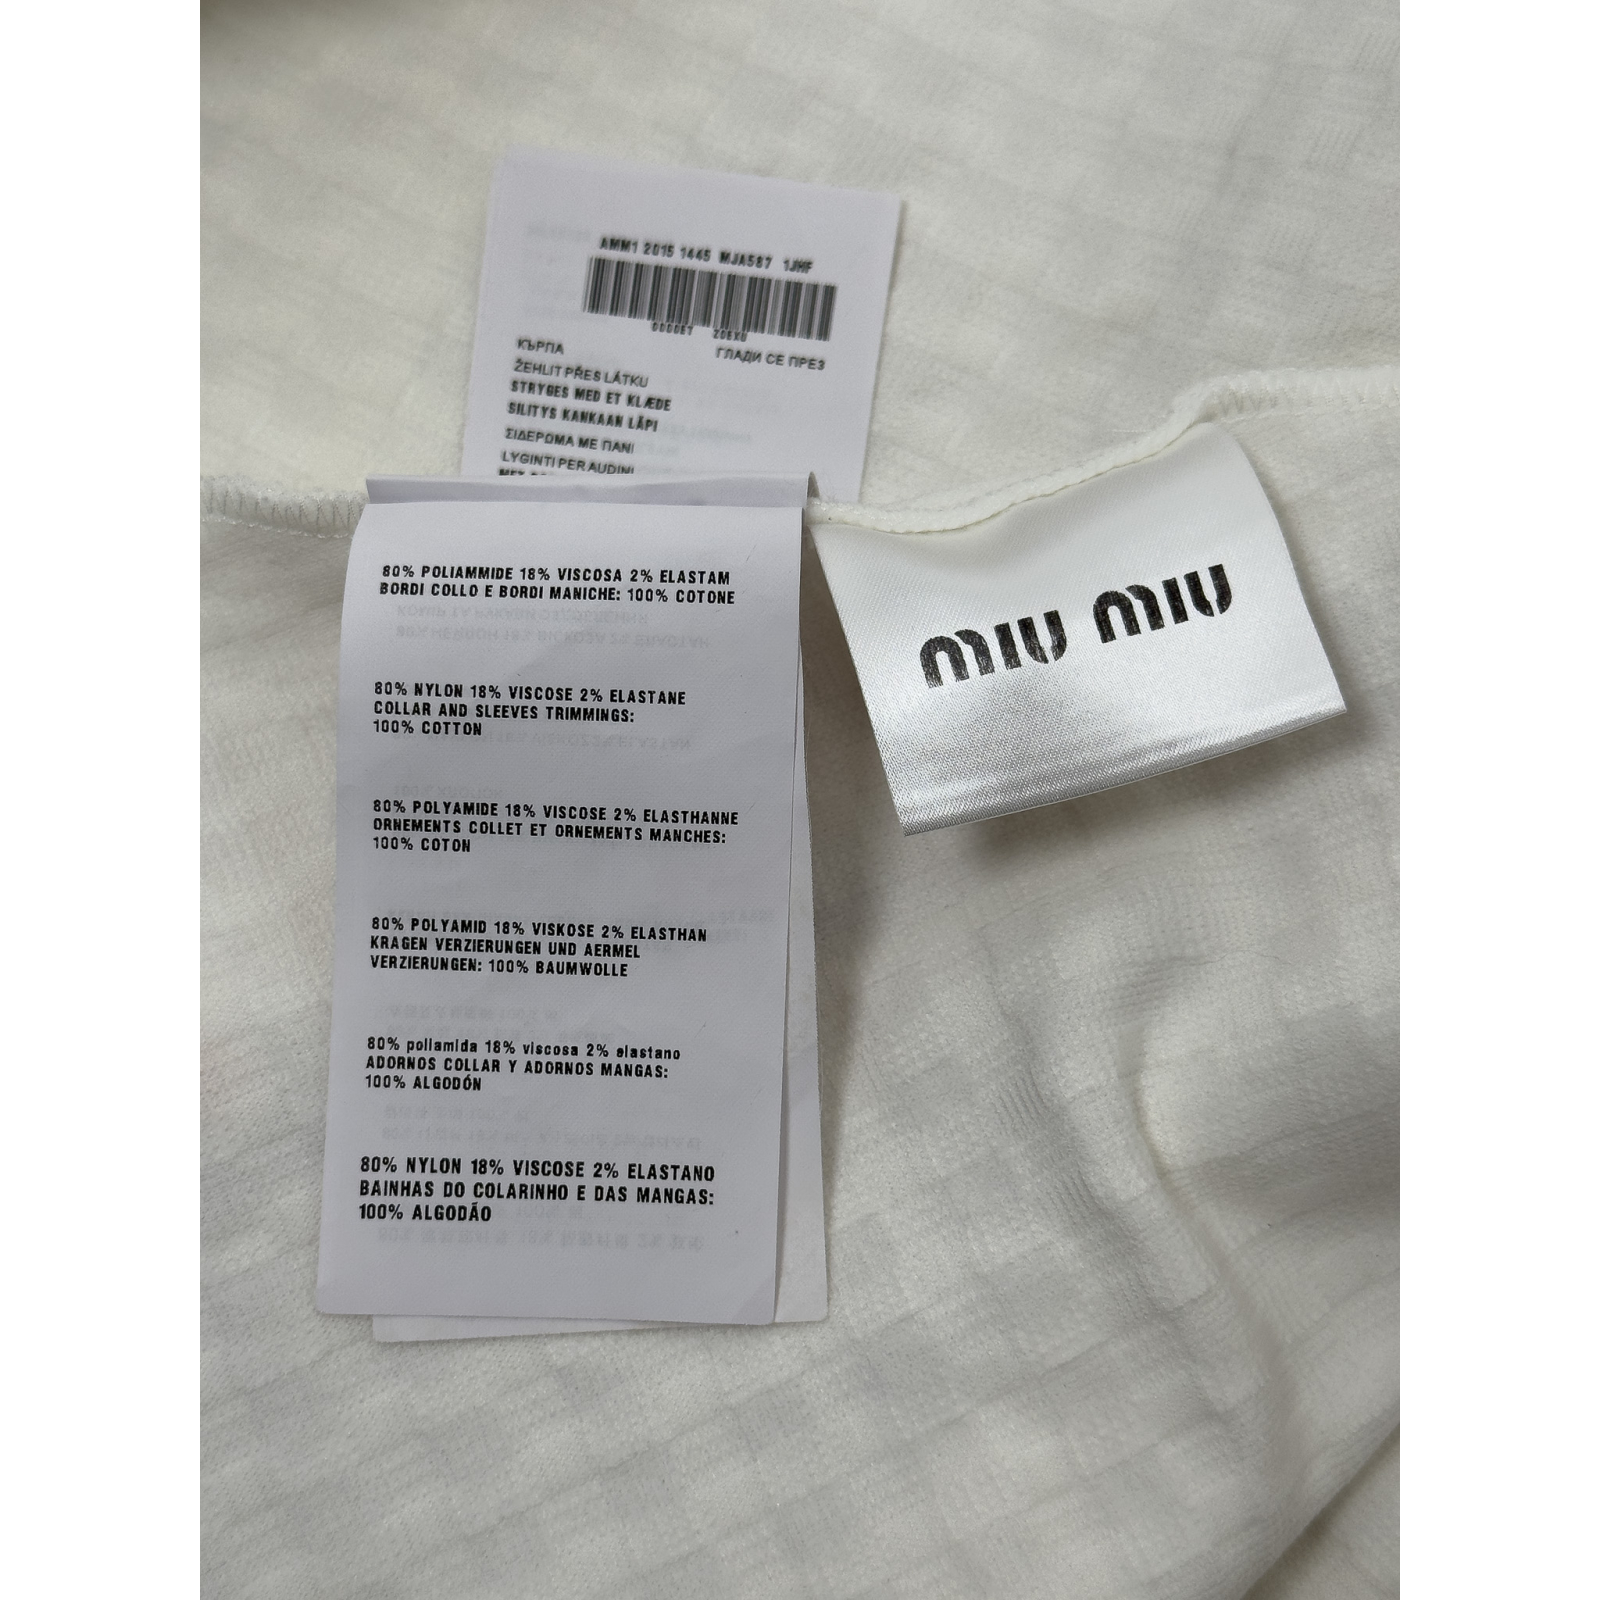 AMM1 2015 1445 MJA587 1JHF
000087 Z0EXU
КЪРПА ГЛАДИ СЕ ПРЕЗ
ŽEHLIT PŘES LÁTKU
STRYGES MED ET KLÆDE
SILITYS KANKAAN LÄPI
ΣΙΔΕΡΩΜΑ ΜΕ ΠΑΝΙ
LYGINTI PER AUDINĮ
80% POLIAMMIDE 18% VISCOSA 2% ELASTAM
BORDI COLLO E BORDI MANICHE: 100% COTONE
80% NYLON 18% VISCOSE 2% ELASTANE
COLLAR AND SLEEVES TRIMMINGS:
100% COTTON
80% POLYAMIDE 18% VISCOSE 2% ELASTHANNE
ORNEMENTS COLLET ET ORNEMENTS MANCHES:
100% COTON
80% POLYAMID 18% VISKOSE 2% ELASTHAN
KRAGEN VERZIERUNGEN UND AERMEL
VERZIERUNGEN: 100% BAUMWOLLE
80% poliamida 18% viscosa 2% elastano
ADORNOS COLLAR Y ADORNOS MANGAS:
100% ALGODÓN
80% NYLON 18% VISCOSE 2% ELASTANO
BAINHAS DO COLARINHO E DAS MANGAS:
100% ALGODÃO
MIU MIU